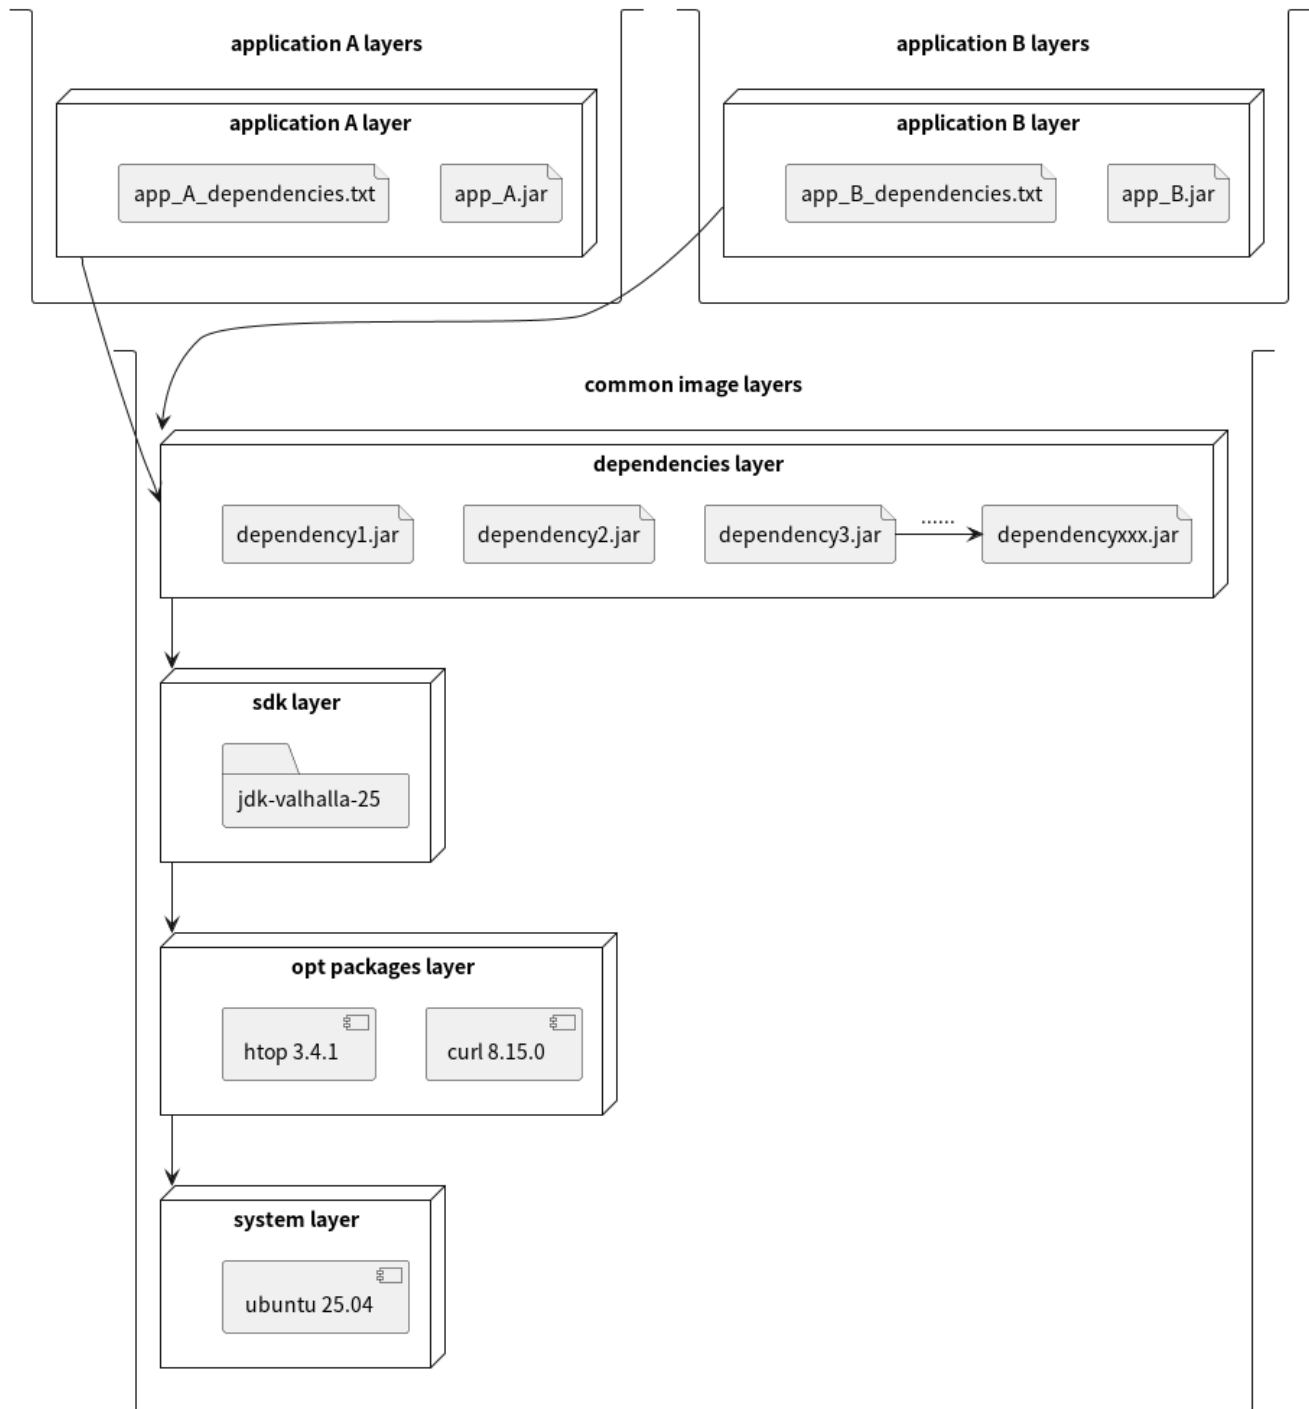 application A layers
application B layers
application A layer
application B layer
app_A_dependencies.txt
app_A.jar
app_B_dependencies.txt
app_B.jar
common image layers
dependencies layer
dependency1.jar
dependency2.jar
dependency3.jar
......
dependencyxxx.jar
sdk layer
jdk-valhalla-25
opt packages layer
htop 3.4.1
curl 8.15.0
system layer
ubuntu 25.04